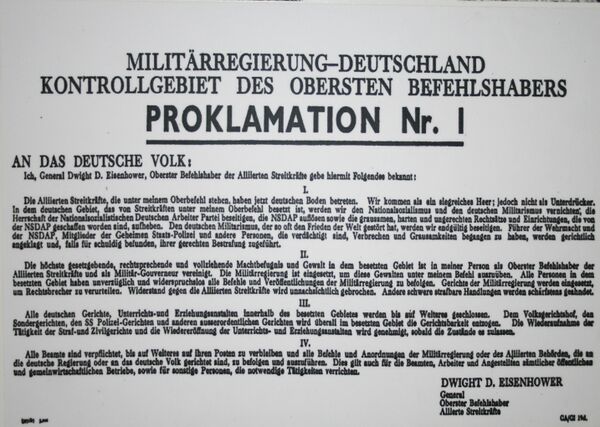 MILITÄRREGIERUNG–DEUTSCHLAND
KONTROLLGEBIET DES OBERSTEN BEFEHLSHABERS
PROKLAMATION Nr. 1
AN DAS DEUTSCHE VOLK:
Ich, General Dwight D. Eisenhower, Oberster Befehlshaber der Alliierten Streitkräfte gebe hiermit Folgendes bekannt:
I.
Die Alliierten Streitkräfte, die unter meinem Oberbefehl stehen, haben jetzt deutschen Boden betreten. Wir kommen als ein siegreiches Heer; jedoch nicht als Unterdrücker.
In dem deutschen Gebiet, das von Streitkräften unter meinem Oberbefehl besetzt ist, werden wir den Nationalsozialismus und den deutschen Militarismus vernichten, die
Herrschaft der Nationalsozialistischen Deutschen Arbeiter Partei beseitigen, die NSDAP auflösen sowie die grausamen, harten und ungerechten Rechtssätze und Einrichtungen, die von
der NSDAP geschaffen worden sind, aufheben. Den deutschen Militarismus, der so oft den Frieden der Welt gestört hat, werden wir endgültig beseitigen. Führer der Wehrmacht und
der NSDAP, Mitglieder der Geheimen Staats-Polizei und andere Personen, die verdächtigt sind, Verbrechen und Grausamkeiten begangen zu haben, werden gerichtlich
angeklagt und, falls für schuldig befunden, ihrer gerechten Bestrafung zugeführt.
II.
Die höchste gesetzgebende, rechtsprechende und vollziehende Machtbefugnis und Gewalt in dem besetzten Gebiet ist in meiner Person als Oberster Befehlshaber der
Alliierten Streitkräfte und als Militär-Gouverneur vereinigt. Die Militärregierung ist eingesetzt, um diese Gewalten unter meinem Befehl auszuüben. Alle Personen in dem
besetzten Gebiet haben unverzüglich und widerspruchslos alle Befehle und Veröffentlichungen der Militärregierung zu befolgen. Gerichte der Militärregierung werden eingesetzt,
um Rechtsbrecher zu verurteilen. Widerstand gegen die Alliierten Streitkräfte wird unnachsichtlich gebrochen. Andere schwere strafbare Handlungen werden schärfstens geahndet.
III.
Alle deutschen Gerichte, Unterrichts-und Erziehungsanstalten innerhalb des besetzten Gebietes werden bis auf Weiteres geschlossen. Dem Volksgerichtshof, den
Sondergerichten, den SS Polizei-Gerichten und anderen ausserordentlichen Gerichten wird überall im besetzten Gebiet die Gerichtsbarkeit entzogen. Die Wiederaufnahme der
Tätigkeit der Straf-und Zivilgerichte und die Wiedereröffnung der Unterrichts- und Erziehungsanstalten wird genehmigt, sobald die Zustände es zulassen.
IV.
Alle Beamte sind verpflichtet, bis auf Weiteres auf ihren Posten zu verbleiben und alle Befehle und Anordnungen der Militärregierung oder der Alliierten Behörden, die an
die deutsche Regierung oder an das deutsche Volk gerichtet sind, zu befolgen und auszuführen. Dies gilt auch für die Beamten, Arbeiter und Angestellten sämtlicher öffentlichen
und gemeinwirtschaftlichen Betriebe, sowie für sonstige Personen, die notwendige Tätigkeiten verrichten.
DWIGHT D. EISENHOWER
General
Oberster Befehlshaber
Alliierte Streitkräfte